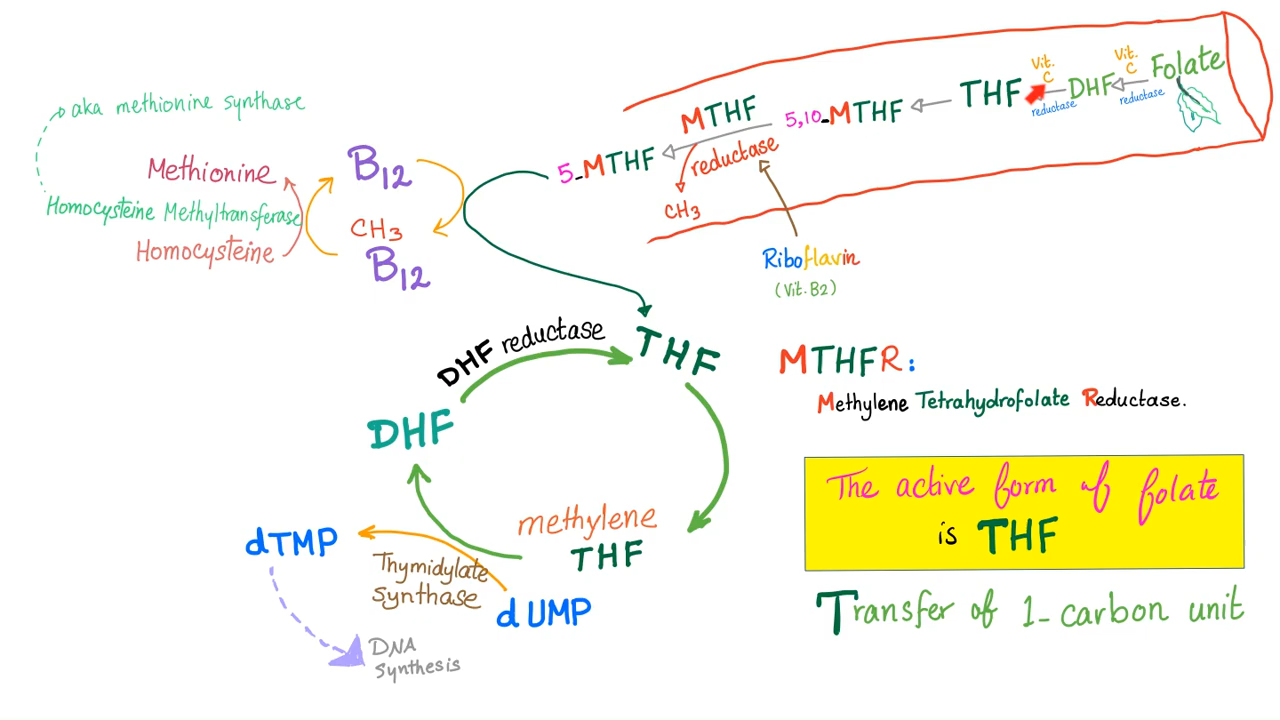 aka methionine synthase
Methionine
Homocysteine Methyltransferase
Homocysteine
B12
CH3
B12
5-MTHF
MTHF
reductase
CH3
5,10-MTHF
THF
Vit. C
reductase
DHF
Vit. C
reductase
Folate
Riboflavin
(Vit. B2)
DHF reductase
THF
DHF
methylene
THF
dTMP
Thymidylate
synthase
dUMP
DNA
Synthesis
MTHFR:
Methylene Tetrahydrofolate Reductase.
The active form of folate
is THF
Transfer of 1-carbon unit